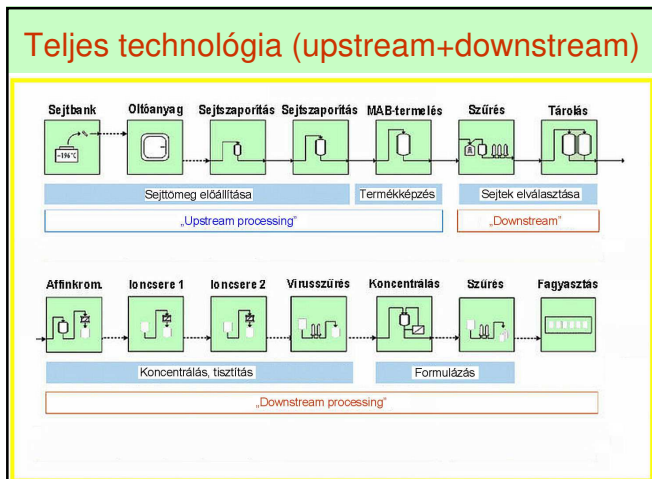 Teljes technológia (upstream+downstream)
Sejtbank Oltóanyag Sejtszaporítás Sejtszaporítás MAB-termelés Szűrés Tárolás
-196°C
Sejttömeg előállítása Termékképzés Sejtek elválasztása
„Upstream processing" „Downstream"
Affinkrom. Ioncsere 1 Ioncsere 2 Virusszűrés Koncentrálás Szűrés Fagyasztás
Koncentrálás, tisztítás Formulázás
„Downstream processing"